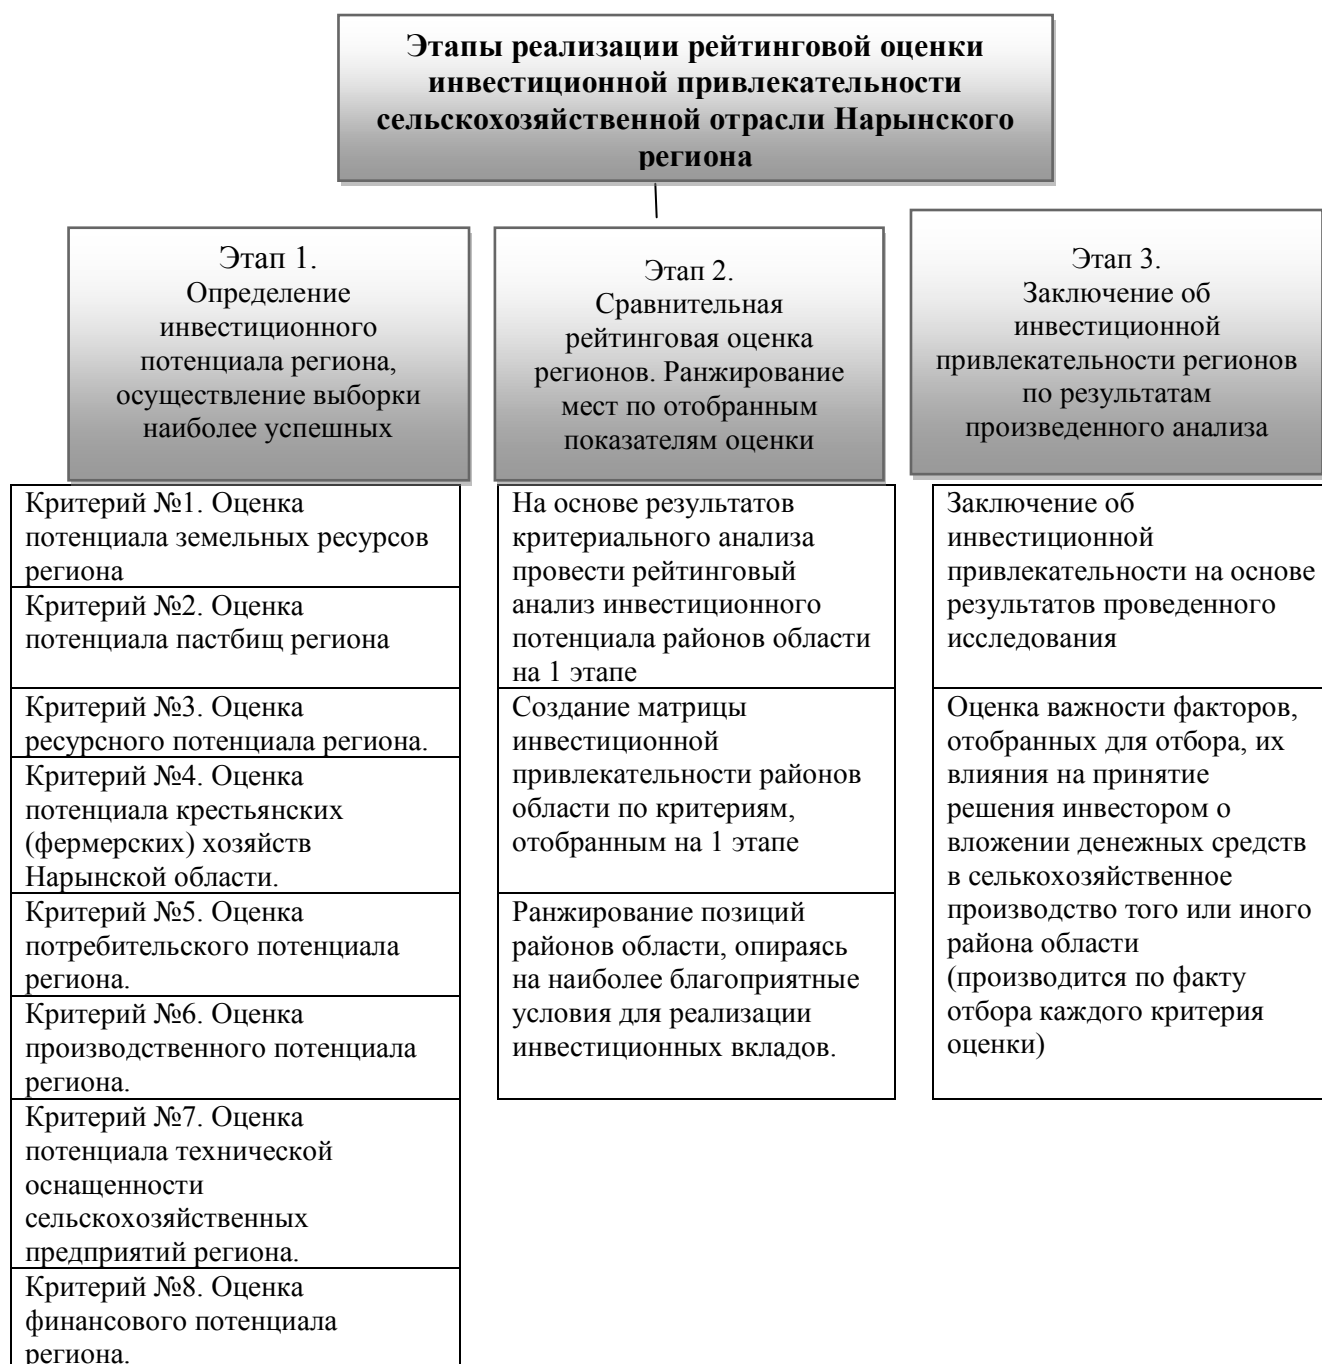 Этапы реализации рейтинговой оценки
инвестиционной привлекательности
сельскохозяйственной отрасли Нарынского
региона
Этап 1.
Определение
инвестиционного
потенциала региона,
осуществление выборки
наиболее успешных
Этап 2.
Сравнительная
рейтинговая оценка
регионов. Ранжирование
мест по отобранным
показателям оценки
Этап 3.
Заключение об
инвестиционной
привлекательности регионов
по результатам
произведенного анализа
Критерий №1. Оценка
потенциала земельных ресурсов
региона
Критерий №2. Оценка
потенциала пастбищ региона
Критерий №3. Оценка
ресурсного потенциала региона.
Критерий №4. Оценка
потенциала крестьянских
(фермерских) хозяйств
Нарынской области.
Критерий №5. Оценка
потребительского потенциала
региона.
Критерий №6. Оценка
производственного потенциала
региона.
Критерий №7. Оценка
потенциала технической
оснащенности
сельскохозяйственных
предприятий региона.
Критерий №8. Оценка
финансового потенциала
региона.
На основе результатов
критериального анализа
провести рейтинговый
анализ инвестиционного
потенциала районов области
на 1 этапе
Создание матрицы
инвестиционной
привлекательности районов
области по критериям,
отобранным на 1 этапе
Ранжирование позиций
районов области, опираясь
на наиболее благоприятные
условия для реализации
инвестиционных вкладов.
Заключение об
инвестиционной
привлекательности на основе
результатов проведенного
исследования
Оценка важности факторов,
отобранных для отбора, их
влияния на принятие
решения инвестором о
вложении денежных средств
в селькохозяйственное
производство того или иного
района области
(производится по факту
отбора каждого критерия
оценки)